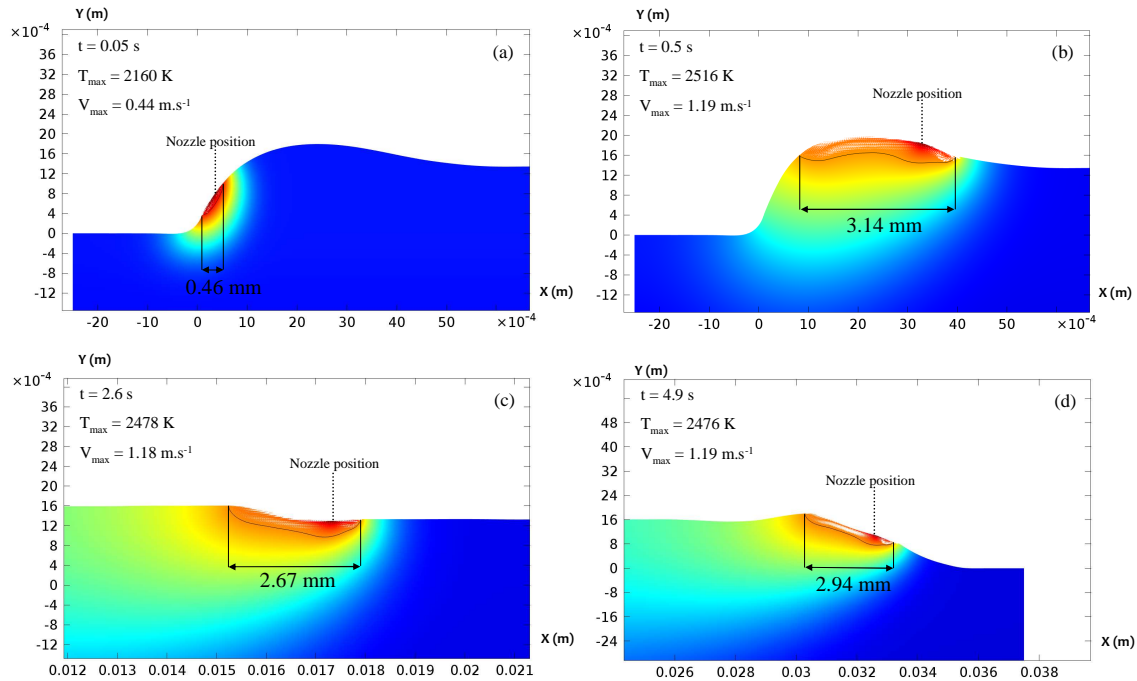 Y (m)
×10⁻⁴
t = 0.05 s
(a)
T_max = 2160 K
V_max = 0.44 m.s⁻¹
Nozzle position
36
32
28
24
20
16
12
8
4
0
-4
-8
-12
0.46 mm
X (m)
-20
-10
0
10
20
30
40
50
×10⁻⁴
Y (m)
×10⁻⁴
t = 0.5 s
(b)
T_max = 2516 K
V_max = 1.19 m.s⁻¹
Nozzle position
36
32
28
24
20
16
12
8
4
0
-4
-8
-12
3.14 mm
X (m)
-20
-10
0
10
20
30
40
50
×10⁻⁴
Y (m)
×10⁻⁴
t = 2.6 s
(c)
T_max = 2478 K
V_max = 1.18 m.s⁻¹
Nozzle position
36
32
28
24
20
16
12
8
4
0
-4
-8
-12
2.67 mm
X (m)
0.012
0.013
0.014
0.015
0.016
0.017
0.018
0.019
0.02
0.021
Y (m)
×10⁻⁴
t = 4.9 s
(d)
T_max = 2476 K
V_max = 1.19 m.s⁻¹
Nozzle position
48
40
32
24
16
8
0
-8
-16
-24
2.94 mm
X (m)
0.026
0.028
0.03
0.032
0.034
0.036
0.038